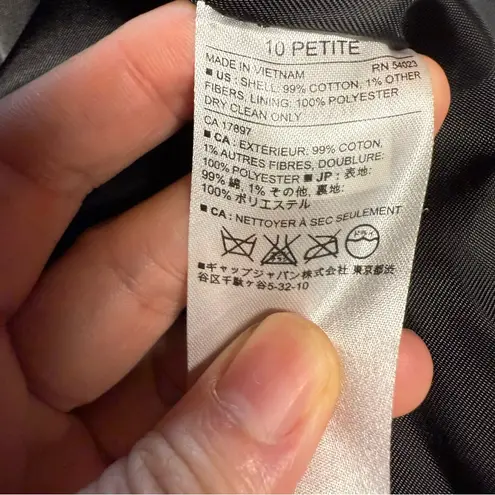 10 PETITE
MADE IN VIETNAM RN 54023
■ US : SHELL: 99% COTTON, 1% OTHER
FIBERS, LINING: 100% POLYESTER
DRY CLEAN ONLY
CA 17897
■ CA : EXTÉRIEUR: 99% COTON,
1% AUTRES FIBRES, DOUBLURE:
100% POLYESTER ■ JP : 表地:
99% 綿, 1% その他, 裏地:
100% ポリエステル
■ CA : NETTOYER À SEC SEULEMENT
ドライ
■ギャップジャパン株式会社 東京都渋
谷区千駄ヶ谷5-32-10